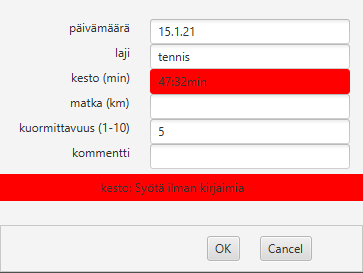 päivämäärä 15.1.21
laji tennis
kesto (min) 47:32min
matka (km)
kuormittavuus (1-10) 5
kommentti
kesto: Syötä ilman kirjaimia
OK Cancel